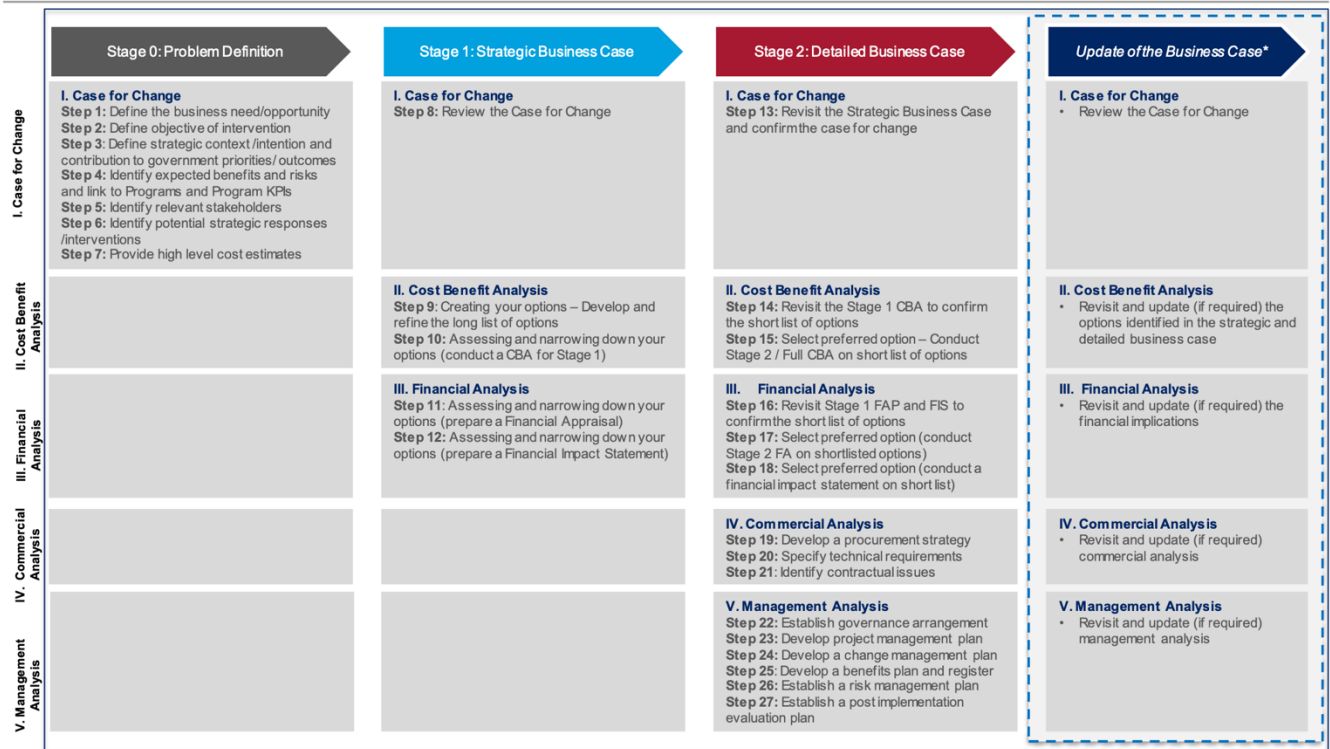 Stage 0: Problem Definition
Stage 1: Strategic Business Case
Stage 2: Detailed Business Case
Update of the Business Case*
I. Case for Change
I. Case for Change
Step 1: Define the business need/opportunity
Step 2: Define objective of intervention
Step 3: Define strategic context /intention and
contribution to government priorities/ outcomes
Step 4: Identify expected benefits and risks
and link to Programs and Program KPIs
Step 5: Identify relevant stakeholders
Step 6: Identify potential strategic responses
/interventions
Step 7: Provide high level cost estimates
I. Case for Change
Step 8: Review the Case for Change
I. Case for Change
Step 13: Revisit the Strategic Business Case
and confirm the case for change
I. Case for Change
• Review the Case for Change
II. Cost Benefit
Analysis
II. Cost Benefit Analysis
Step 9: Creating your options – Develop and
refine the long list of options
Step 10: Assessing and narrowing down your
options (conduct a CBA for Stage 1)
II. Cost Benefit Analysis
Step 14: Revisit the Stage 1 CBA to confirm
the short list of options
Step 15: Select preferred option – Conduct
Stage 2 / Full CBA on short list of options
II. Cost Benefit Analysis
• Revisit and update (if required) the
options identified in the strategic and
detailed business case
III. Financial
Analysis
III. Financial Analysis
Step 11: Assessing and narrowing down your
options (prepare a Financial Appraisal)
Step 12: Assessing and narrowing down your
options (prepare a Financial Impact Statement)
III. Financial Analysis
Step 16: Revisit Stage 1 FAP and FIS to
confirm the short list of options
Step 17: Select preferred option (conduct
Stage 2 FA on shortlisted options)
Step 18: Select preferred option (conduct a
financial impact statement on short list)
III. Financial Analysis
• Revisit and update (if required) the
financial implications
IV. Commercial
Analysis
IV. Commercial Analysis
Step 19: Develop a procurement strategy
Step 20: Specify technical requirements
Step 21: Identify contractual issues
IV. Commercial Analysis
• Revisit and update (if required)
commercial analysis
V. Management
Analysis
V. Management Analysis
Step 22: Establish governance arrangement
Step 23: Develop project management plan
Step 24: Develop a change management plan
Step 25: Develop a benefits plan and register
Step 26: Establish a risk management plan
Step 27: Establish a post implementation
evaluation plan
V. Management Analysis
• Revisit and update (if required)
management analysis